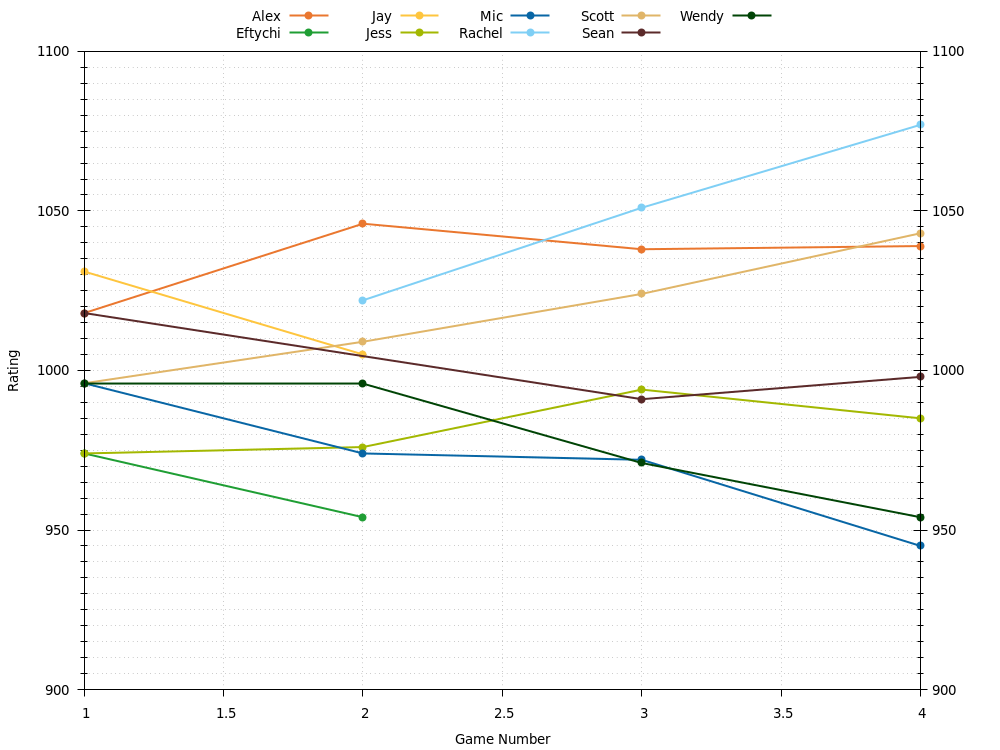 Alex Jay Mic Scott Wendy
Eftychi Jess Rachel Sean
1100 1100
1050 1050
1000 1000
Rating
950 950
900 900
1 1.5 2 2.5 3 3.5 4
Game Number